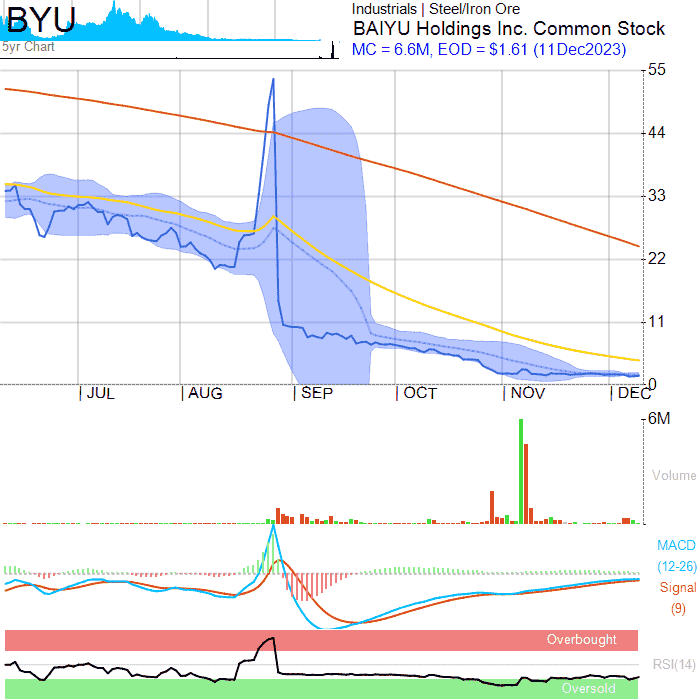 BYU
5yr Chart
Industrials | Steel/Iron Ore
BAIYU Holdings Inc. Common Stock
MC = 6.6M, EOD = $1.61 (11Dec2023)
55
44
33
22
11
0
JUL
AUG
SEP
OCT
NOV
DEC
6M
Volume
MACD
(12-26)
Signal
(9)
Overbought
RSI(14)
Oversold